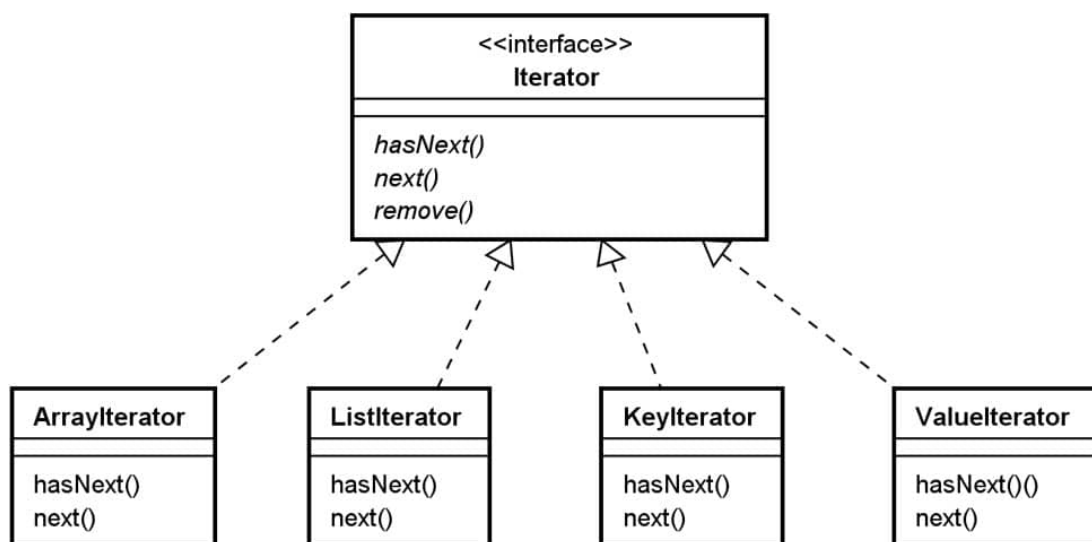 <<interface>>
Iterator
hasNext()
next()
remove()
ArrayIterator
hasNext()
next()
ListIterator
hasNext()
next()
KeyIterator
hasNext()
next()
ValueIterator
hasNext()()
next()